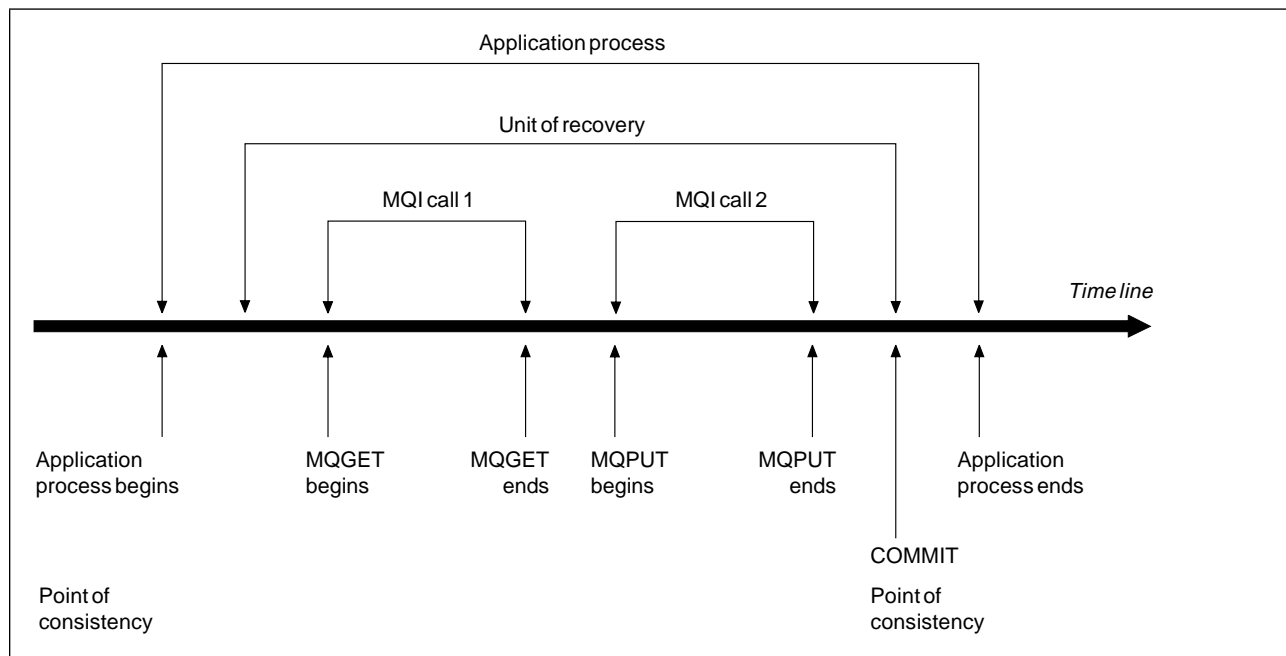 Application process
Unit of recovery
MQI call 1
MQI call 2
Time line
Application
process begins
MQGET
begins
MQGET
ends
MQPUT
begins
MQPUT
ends
Application
process ends
COMMIT
Point of
consistency
Point of
consistency